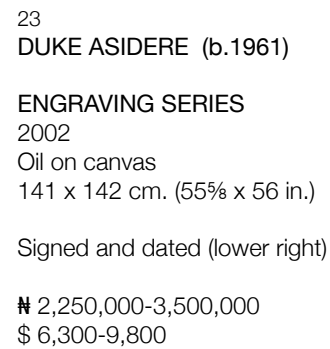 23
DUKE ASIDERE (b.1961)
ENGRAVING SERIES
2002
Oil on canvas
141 x 142 cm. (55⅝ x 56 in.)
Signed and dated (lower right)
₦ 2,250,000-3,500,000
$ 6,300-9,800